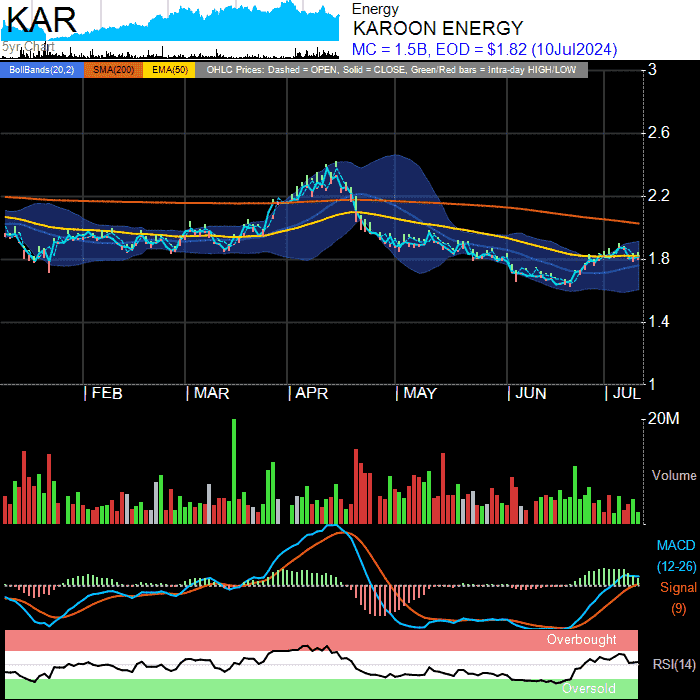 KAR
5yr Chart
Energy
KAROON ENERGY
MC = 1.5B, EOD = $1.82 (10Jul2024)
BollBands(20,2) SMA(200) EMA(50) OHLC Prices: Dashed = OPEN, Solid = CLOSE, Green/Red bars = Intra-day HIGH/LOW
3
2.6
2.2
1.8
1.4
1
FEB MAR APR MAY JUN JUL
20M
Volume
MACD
(12-26)
Signal
(9)
Overbought
RSI(14)
Oversold